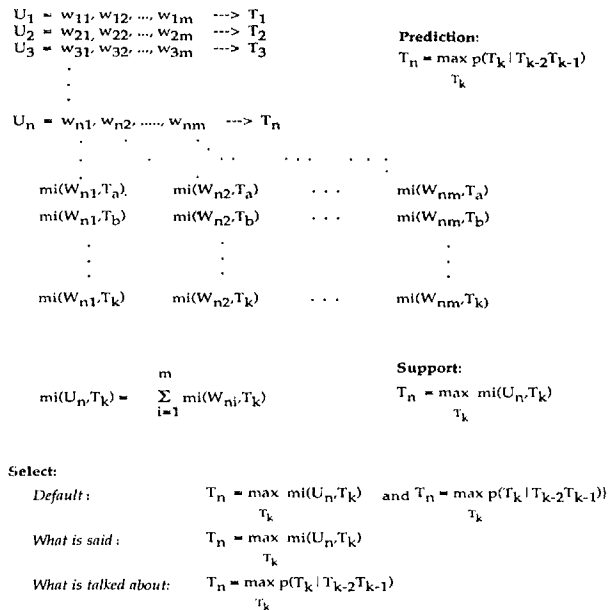 U1 = w11, w12, ..., w1m ---> T1
U2 = w21, w22, ..., w2m ---> T2
U3 = w31, w32, ..., w3m ---> T3
Prediction:
Tn = max p(Tk | Tk-2Tk-1)
Tk
Un = wn1, wn2, ....., wnm ---> Tn
mi(Wn1,Ta). mi(Wn2,Ta) . . . mi(Wnm,Ta)
mi(Wn1,Tb) mi(Wn2,Tb) . . . mi(Wnm,Tb)
mi(Wn1,Tk) mi(Wn2,Tk) . . . mi(Wnm,Tk)
m
mi(Un,Tk) = Σ mi(Wni,Tk)
i=1
Support:
Tn = max mi(Un,Tk)
Tk
Select:
Default : Tn = max mi(Un,Tk) and Tn = max p(Tk | Tk-2Tk-1)}
Tk Tk
What is said : Tn = max mi(Un,Tk)
Tk
What is talked about: Tn = max p(Tk | Tk-2Tk-1)
Tk